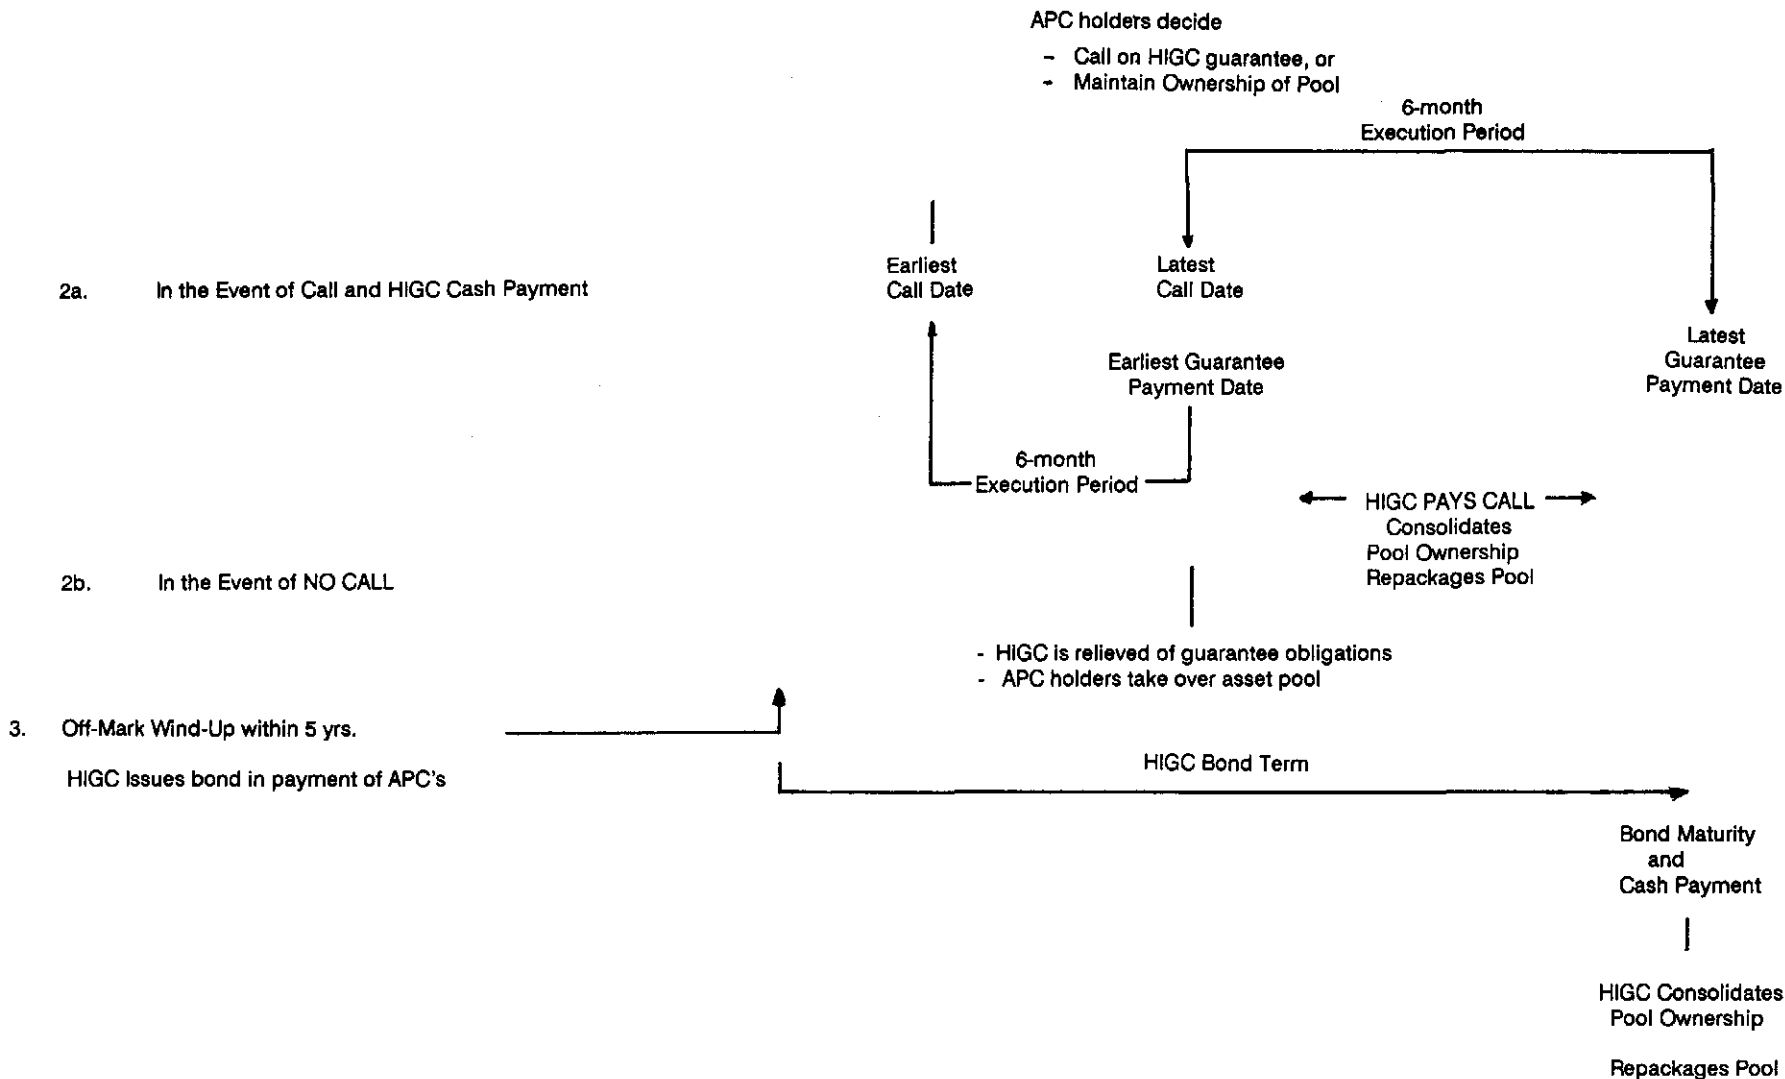 APC holders decide
- Call on HIGC guarantee, or
- Maintain Ownership of Pool
6-month
Execution Period
2a. In the Event of Call and HIGC Cash Payment
Earliest
Call Date
Latest
Call Date
Earliest Guarantee
Payment Date
Latest
Guarantee
Payment Date
6-month
Execution Period
HIGC PAYS CALL
Consolidates
Pool Ownership
Repackages Pool
2b. In the Event of NO CALL
- HIGC is relieved of guarantee obligations
- APC holders take over asset pool
3. Off-Mark Wind-Up within 5 yrs.
HIGC Issues bond in payment of APC's
HIGC Bond Term
Bond Maturity
and
Cash Payment
HIGC Consolidates
Pool Ownership
Repackages Pool